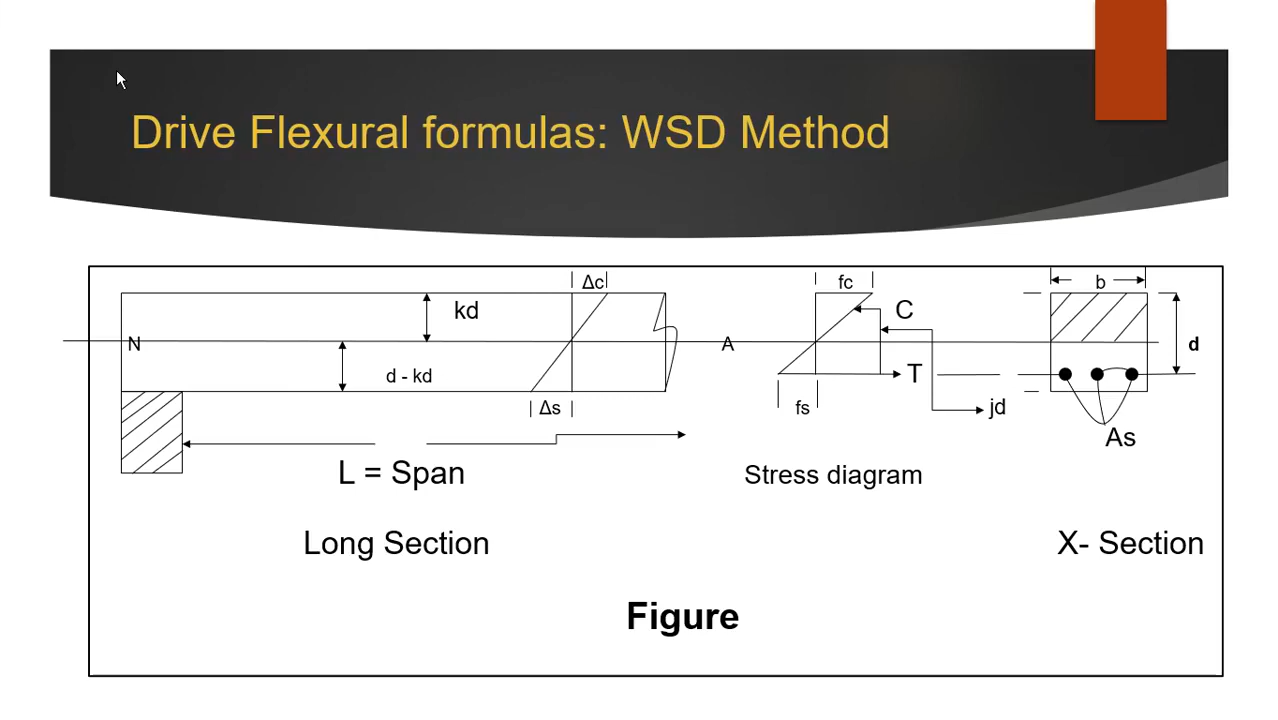 Drive Flexural formulas: WSD Method
Δc
fc
b
kd
C
N
A
d
d - kd
T
Δs
fs
jd
As
L = Span
Stress diagram
Long Section
X- Section
Figure